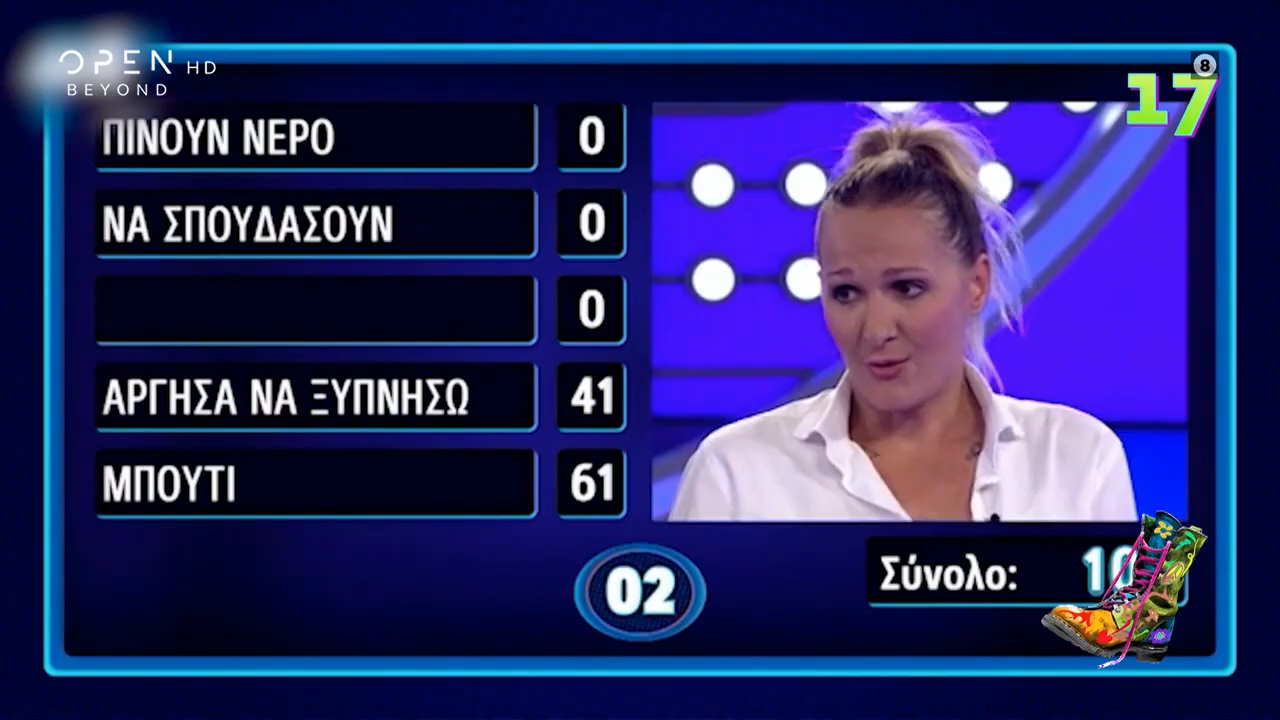 OPEN HD
BEYOND
8
17
ΠΙΝΟΥΝ ΝΕΡΟ 0
ΝΑ ΣΠΟΥΔΑΣΟΥΝ 0
0
ΑΡΓΗΣΑ ΝΑ ΞΥΠΝΗΣΩ 41
ΜΠΟΥΤΙ 61
02
Σύνολο: